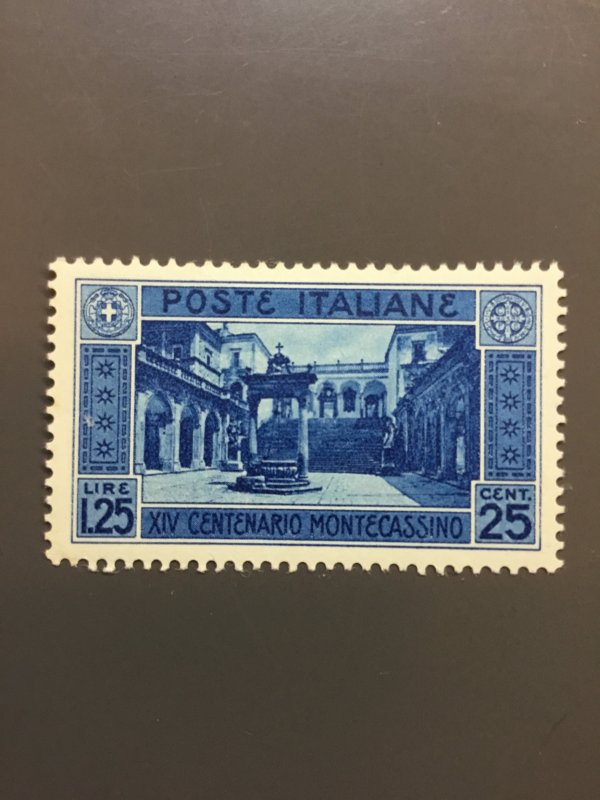 POSTE ITALIANE
LIRE
1.25
XIV CENTENARIO MONTECASSINO
CENT.
25